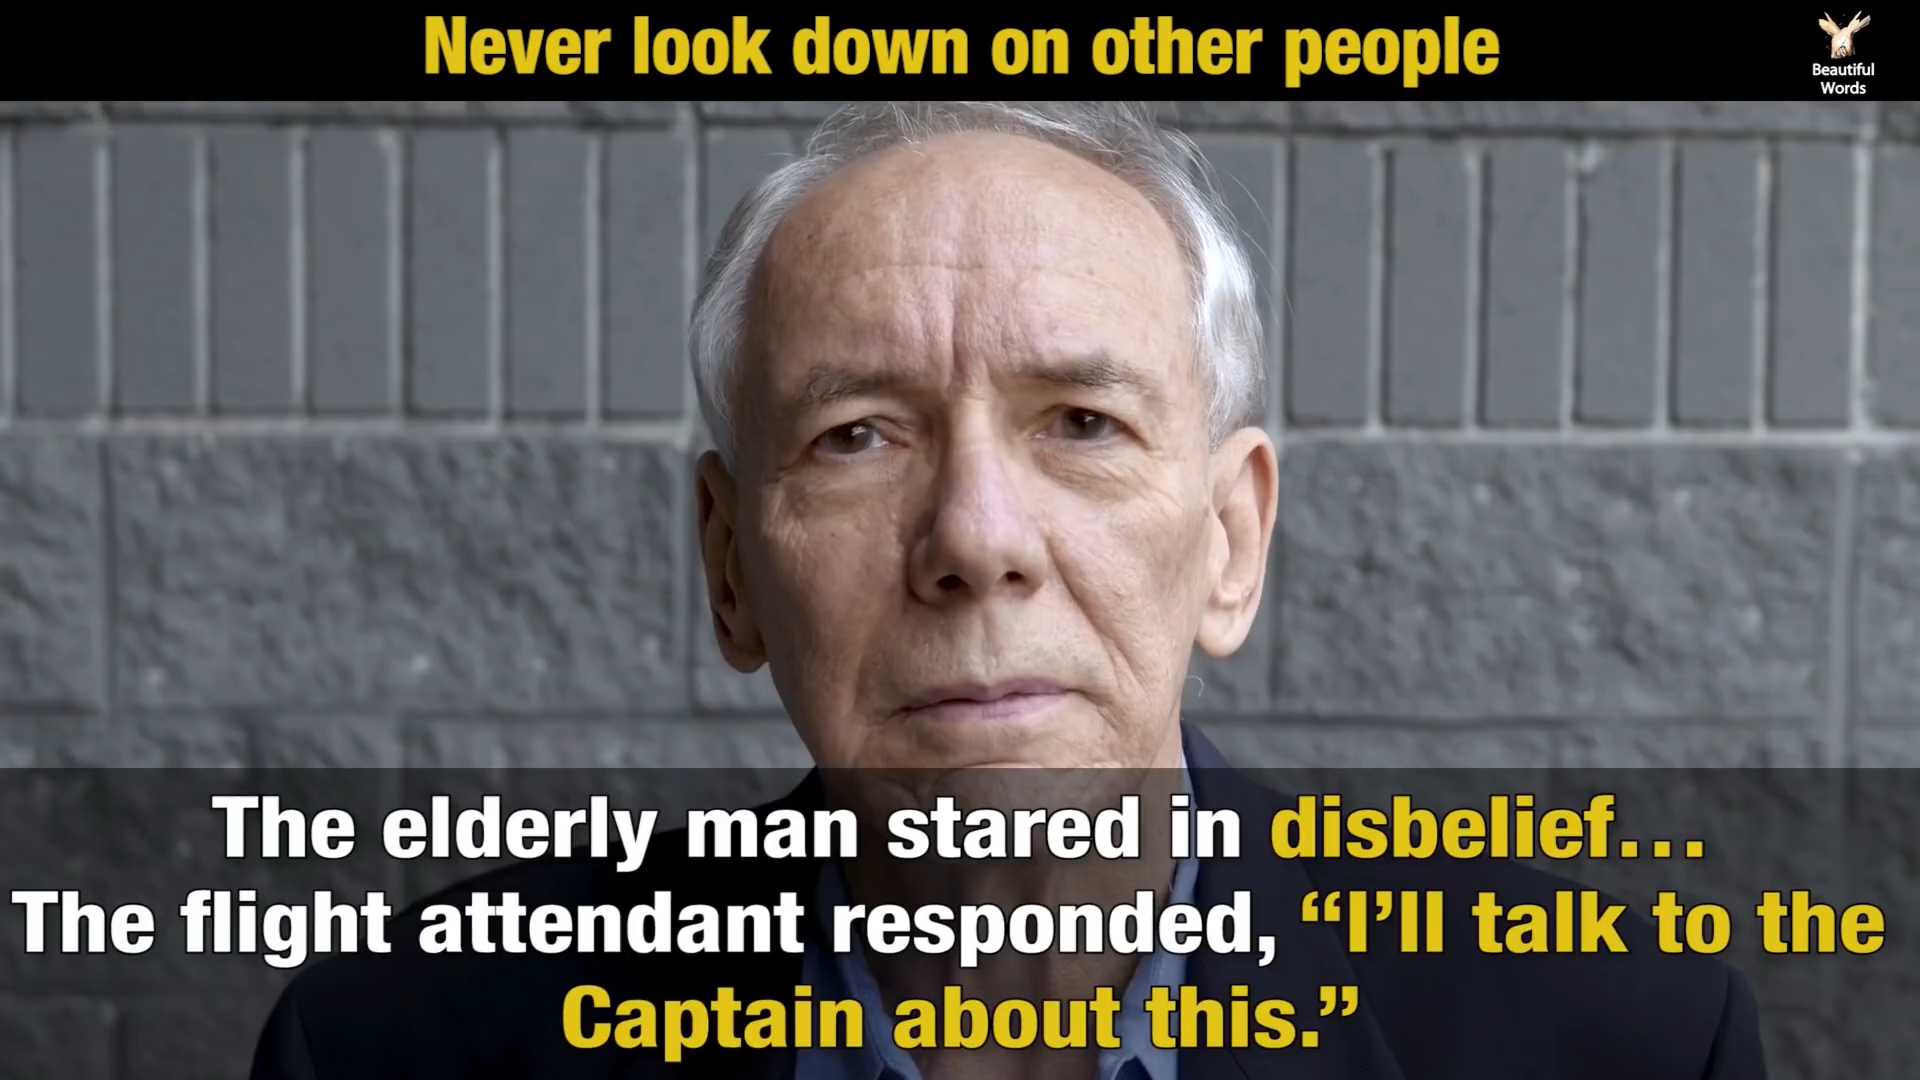 Never look down on other people
Beautiful
Words
The elderly man stared in disbelief…
The flight attendant responded, “I’ll talk to the
Captain about this.”